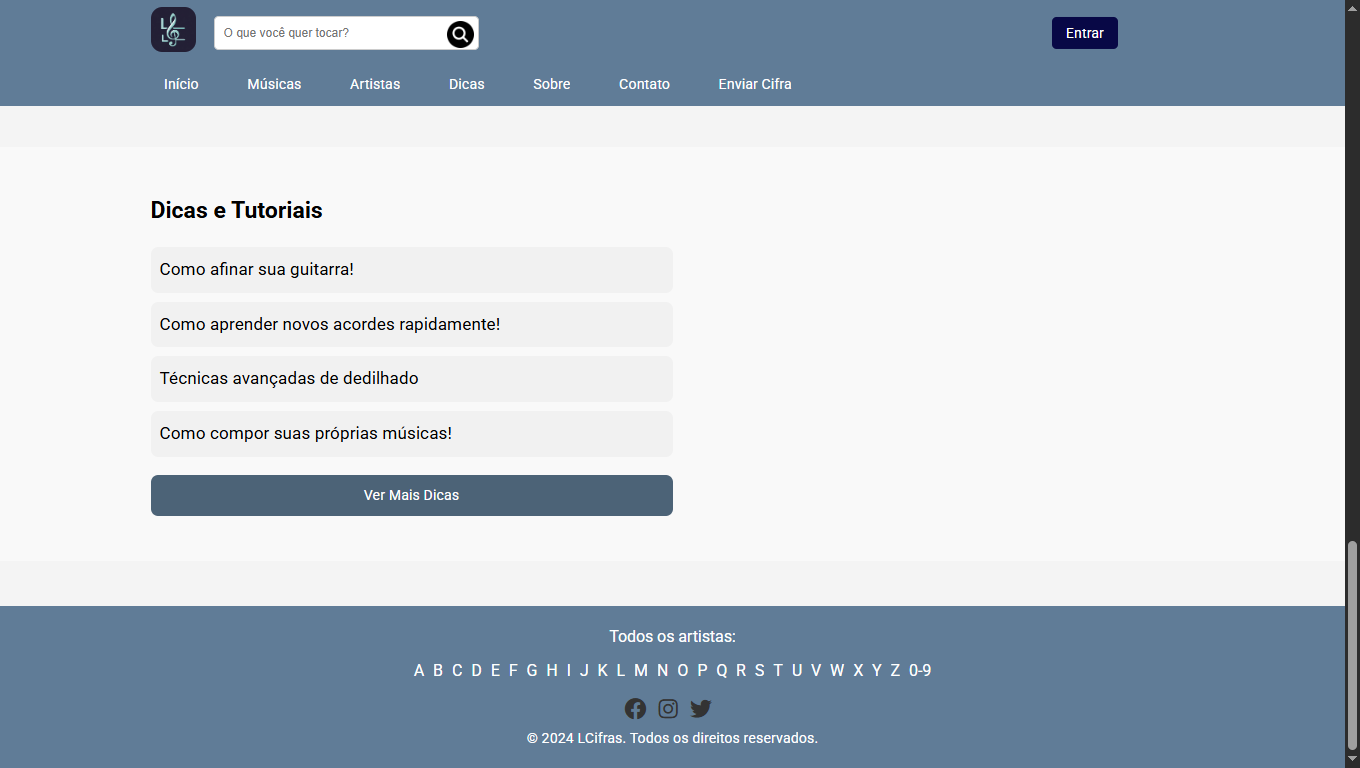 O que você quer tocar?
Entrar
Início Músicas Artistas Dicas Sobre Contato Enviar Cifra
Dicas e Tutoriais
Como afinar sua guitarra!
Como aprender novos acordes rapidamente!
Técnicas avançadas de dedilhado
Como compor suas próprias músicas!
Ver Mais Dicas
Todos os artistas:
A B C D E F G H I J K L M N O P Q R S T U V W X Y Z 0-9
© 2024 LCifras. Todos os direitos reservados.